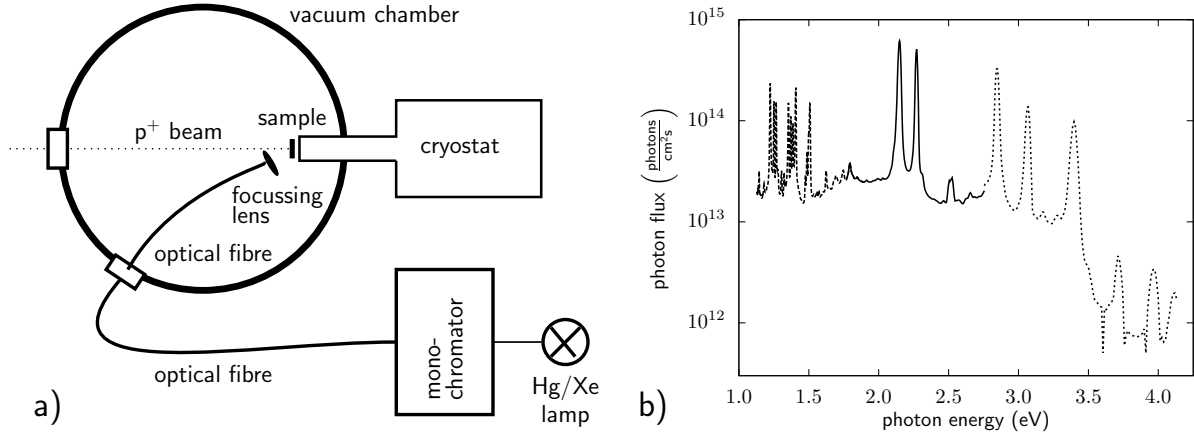 vacuum chamber
p⁺ beam
sample
cryostat
focussing
lens
optical fibre
optical fibre
mono-
chromator
Hg/Xe
lamp
a)
10¹⁵
10¹⁴
10¹³
10¹²
photon flux (photons/cm²s)
1.0 1.5 2.0 2.5 3.0 3.5 4.0
photon energy (eV)
b)